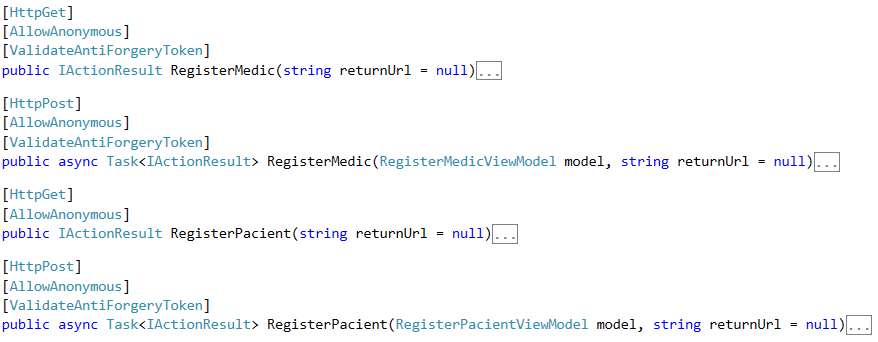 [HttpGet]
[AllowAnonymous]
[ValidateAntiForgeryToken]
public IActionResult RegisterMedic(string returnUrl = null)...
[HttpPost]
[AllowAnonymous]
[ValidateAntiForgeryToken]
public async Task<IActionResult> RegisterMedic(RegisterMedicViewModel model, string returnUrl = null)...
[HttpGet]
[AllowAnonymous]
public IActionResult RegisterPacient(string returnUrl = null)...
[HttpPost]
[AllowAnonymous]
[ValidateAntiForgeryToken]
public async Task<IActionResult> RegisterPacient(RegisterPacientViewModel model, string returnUrl = null)...